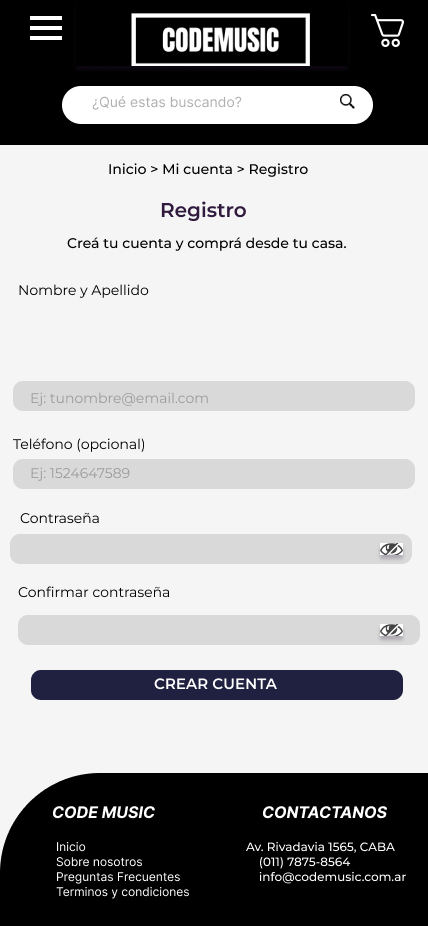 CODEMUSIC
¿Qué estas buscando?
Inicio > Mi cuenta > Registro
Registro
Creá tu cuenta y comprá desde tu casa.
Nombre y Apellido
Ej: tunombre@email.com
Teléfono (opcional)
Ej: 1524647589
Contraseña
Confirmar contraseña
CREAR CUENTA
CODE MUSIC
Inicio
Sobre nosotros
Preguntas Frecuentes
Terminos y condiciones
CONTACTANOS
Av. Rivadavia 1565, CABA
(011) 7875-8564
info@codemusic.com.ar